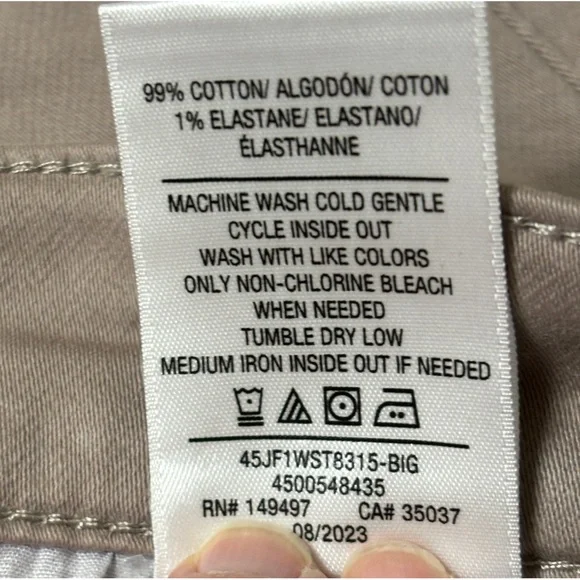 99% COTTON/ ALGODÓN/ COTON
1% ELASTANE/ ELASTANO/
ÉLASTHANNE
MACHINE WASH COLD GENTLE
CYCLE INSIDE OUT
WASH WITH LIKE COLORS
ONLY NON-CHLORINE BLEACH
WHEN NEEDED
TUMBLE DRY LOW
MEDIUM IRON INSIDE OUT IF NEEDED
45JF1WST8315-BIG
4500548435
RN# 149497 CA# 35037
08/2023